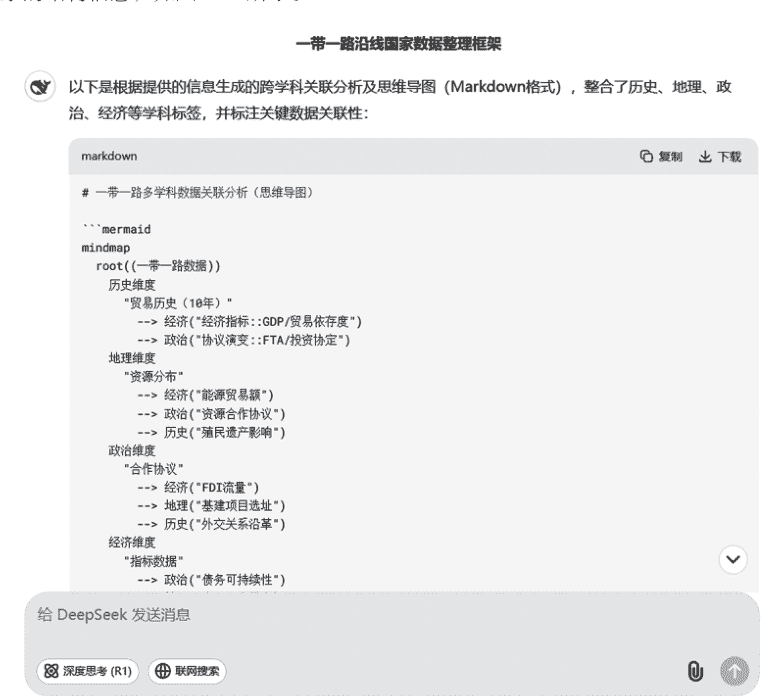 一带一路沿线国家数据整理框架
以下是根据提供的信息生成的跨学科关联分析及思维导图（Markdown格式），整合了历史、地理、政
治、经济等学科标签，并标注关键数据关联性：
markdown
复制 下载
# 一带一路多学科数据关联分析（思维导图）
```mermaid
mindmap
root((一带一路数据))
历史维度
"贸易历史（10年）"
--> 经济("经济指标::GDP/贸易依存度")
--> 政治("协议演变::FTA/投资协定")
地理维度
"资源分布"
--> 经济("能源贸易额")
--> 政治("资源合作协议")
--> 历史("殖民遗产影响")
政治维度
"合作协议"
--> 经济("FDI流量")
--> 地理("基建项目选址")
--> 历史("外交关系沿革")
经济维度
"指标数据"
--> 政治("债务可持续性")
给 DeepSeek 发送消息
深度思考 (R1) 联网搜索